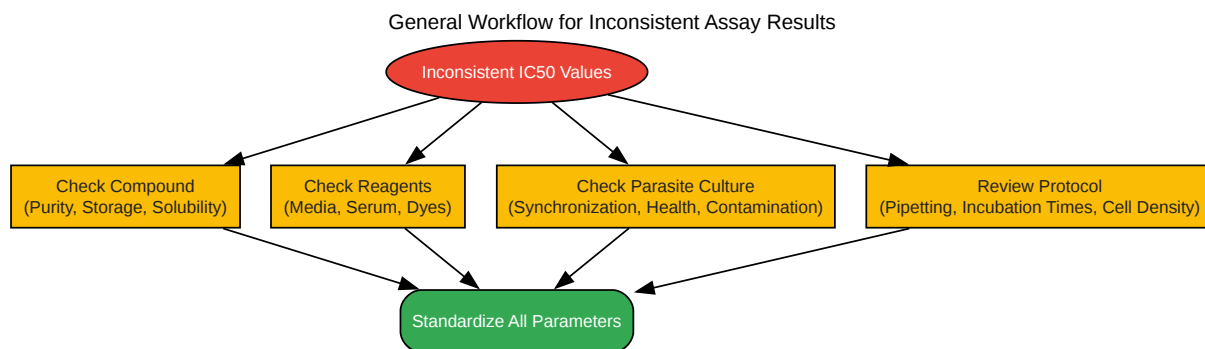 General Workflow for Inconsistent Assay Results
Inconsistent IC50 Values
Check Compound
(Purity, Storage, Solubility)
Check Reagents
(Media, Serum, Dyes)
Check Parasite Culture
(Synchronization, Health, Contamination)
Review Protocol
(Pipetting, Incubation Times, Cell Density)
Standardize All Parameters